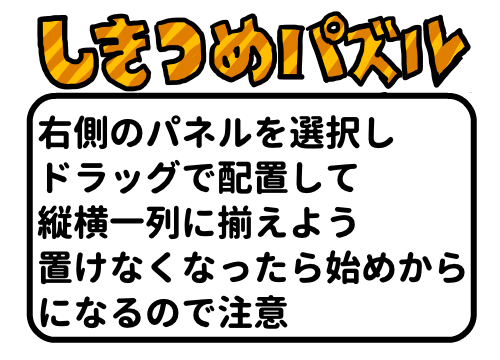 しきつめパズル
右側のパネルを選択し
ドラッグで配置して
縦横一列に揃えよう
置けなくなったら始めから
になるので注意